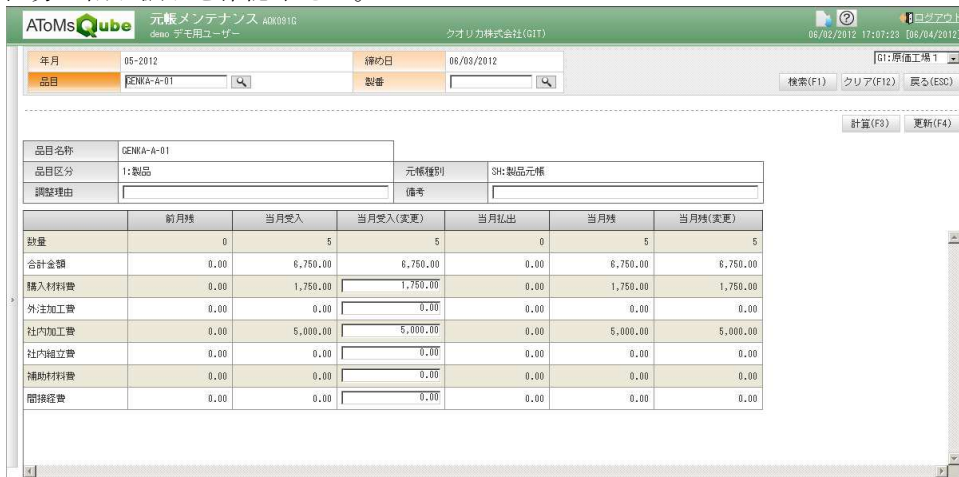 AToMsQube 元帳メンテナンス AOK091G
demo デモ用ユーザー クオリカ株式会社(GIT) ログアウト
06/02/2012 17:07:23 [06/04/2012]
年月 05-2012 締め日 06/03/2012 G1:原価工場1
品目 GENKA-A-01 製番 検索(F1) クリア(F12) 戻る(ESC)
計算(F3) 更新(F4)
品目名称 GENKA-A-01
品目区分 1:製品 元帳種別 SH:製品元帳
調整理由 備考
前月残 当月受入 当月受入(変更) 当月払出 当月残 当月残(変更)
数量 0 5 5 0 5 5
合計金額 0.00 6,750.00 6,750.00 0.00 6,750.00 6,750.00
購入材料費 0.00 1,750.00 1,750.00 0.00 1,750.00 1,750.00
外注加工費 0.00 0.00 0.00 0.00 0.00 0.00
社内加工費 0.00 5,000.00 5,000.00 0.00 5,000.00 5,000.00
社内組立費 0.00 0.00 0.00 0.00 0.00 0.00
補助材料費 0.00 0.00 0.00 0.00 0.00 0.00
間接経費 0.00 0.00 0.00 0.00 0.00 0.00